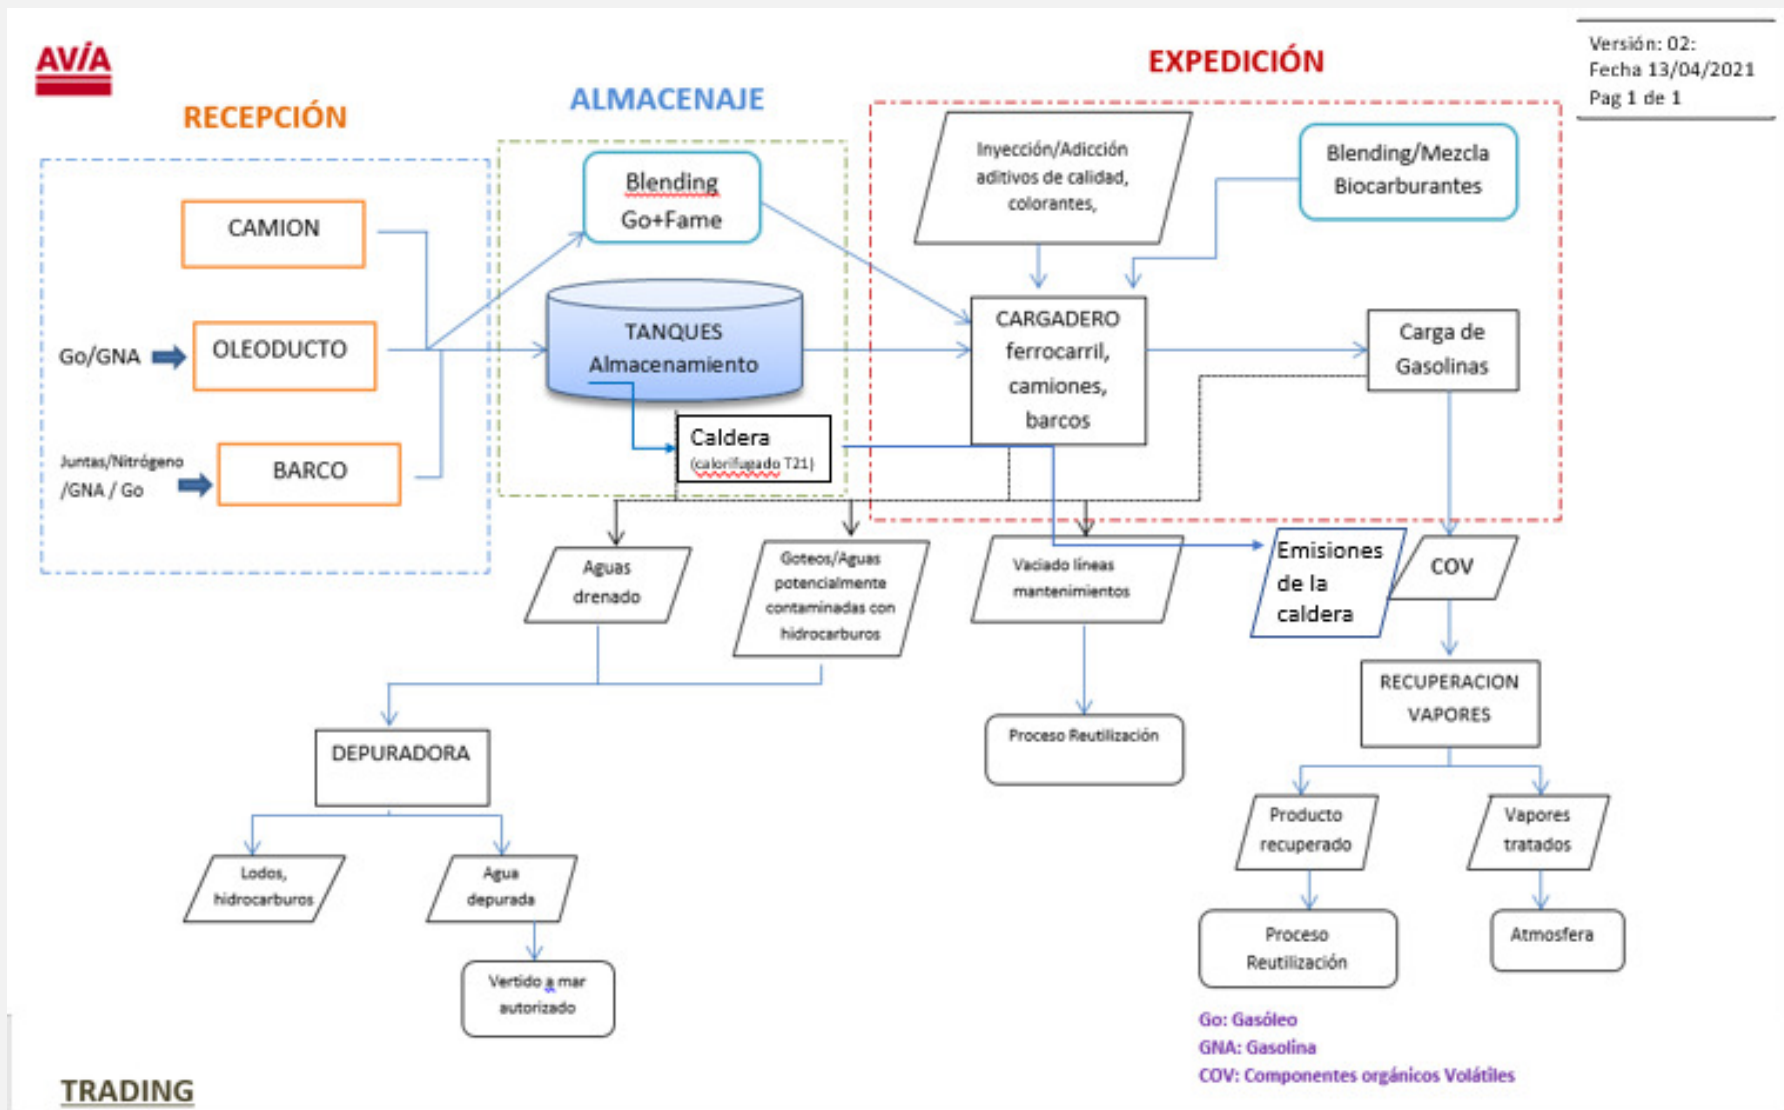 AVÍA
Versión: 02:
Fecha 13/04/2021
Pag 1 de 1
RECEPCIÓN
ALMACENAJE
EXPEDICIÓN
CAMION
Go/GNA
OLEODUCTO
Juntas/Nitrógeno
/GNA / Go
BARCO
Blending
Go+Fame
TANQUES
Almacenamiento
Caldera
(calorifugado T21)
Inyección/Adicción
aditivos de calidad,
colorantes,
Blending/Mezcla
Biocarburantes
CARGADERO
ferrocarril,
camiones,
barcos
Carga de
Gasolinas
Aguas
drenado
Goteos/Aguas
potencialmente
contaminadas con
hidrocarburos
Vaciado líneas
mantenimientos
Emisiones
de la
caldera
COV
DEPURADORA
Proceso Reutilización
RECUPERACION
VAPORES
Lodos,
hidrocarburos
Agua
depurada
Vertido a mar
autorizado
Producto
recuperado
Vapores
tratados
Proceso
Reutilización
Atmosfera
Go: Gasóleo
GNA: Gasolina
COV: Componentes orgánicos Volátiles
TRADING